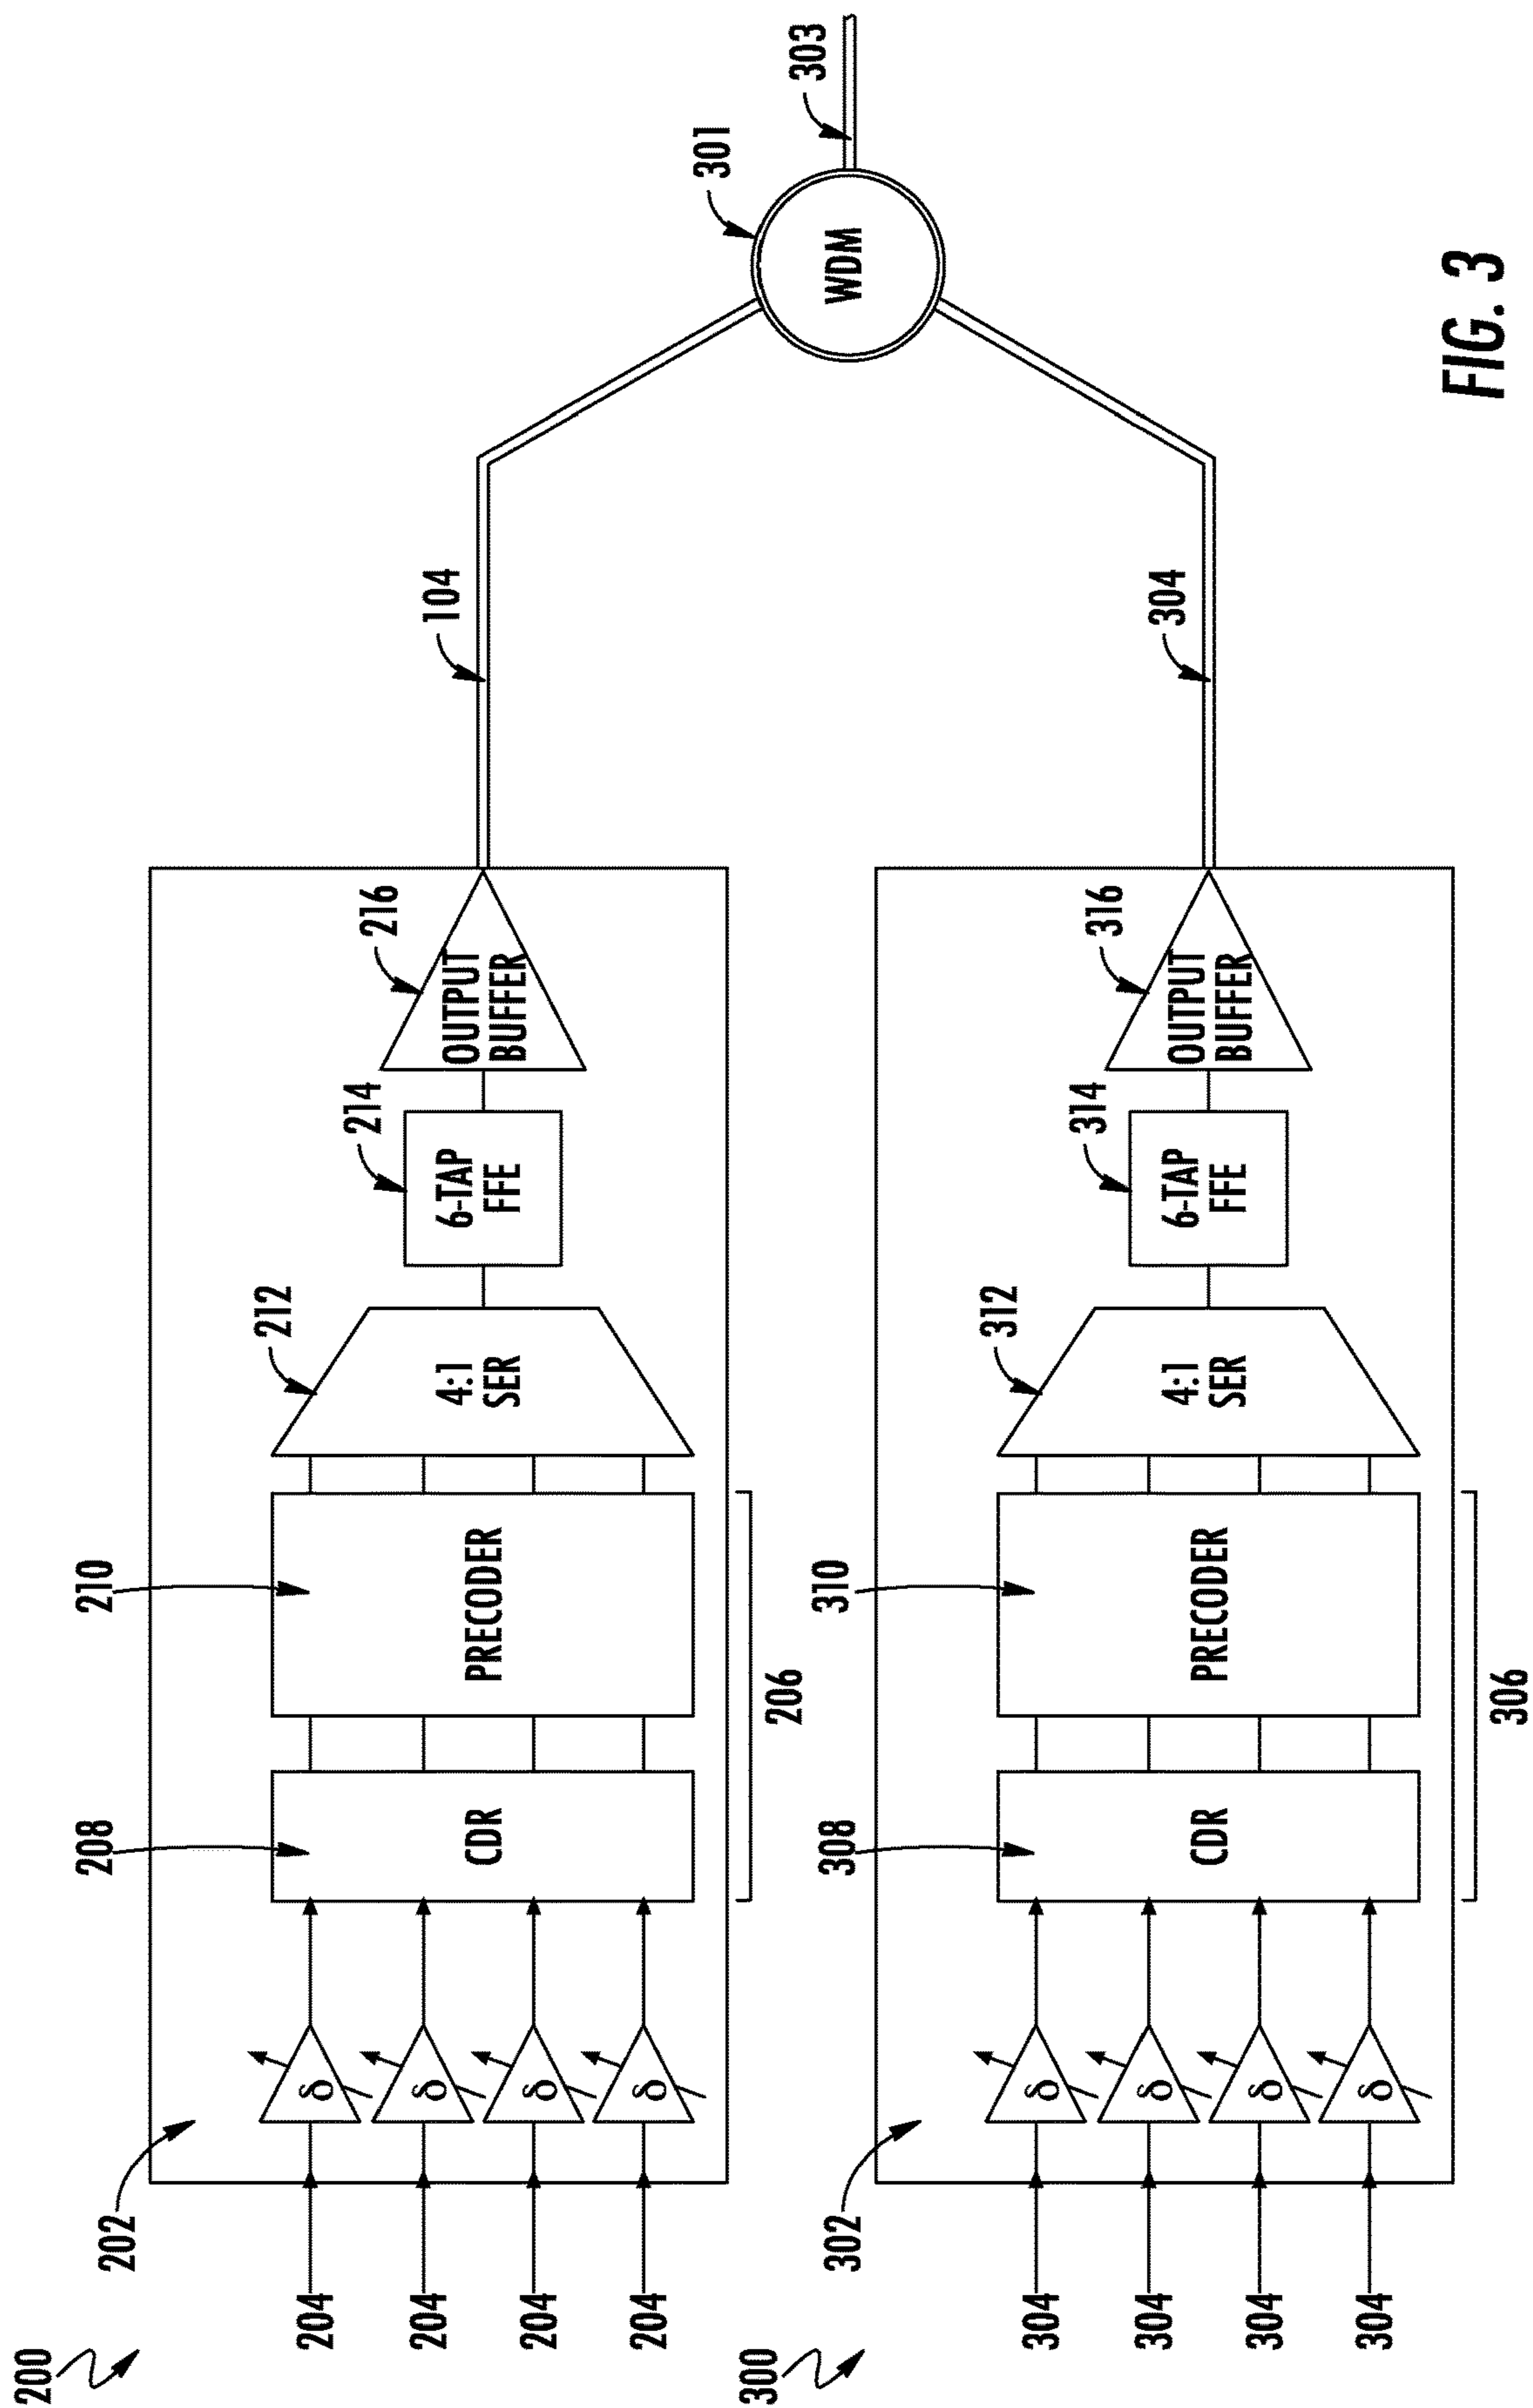 200
202
204
204
204
204
208
210
CDR
PRECODER
206
212
4:1
SER
214
6-TAP
FFE
216
OUTPUT
BUFFER
104
δ
δ
δ
δ
301
WDM
303
300
302
304
304
304
304
308
310
CDR
PRECODER
306
312
4:1
SER
314
6-TAP
FFE
316
OUTPUT
BUFFER
304
δ
δ
δ
δ
FIG. 3